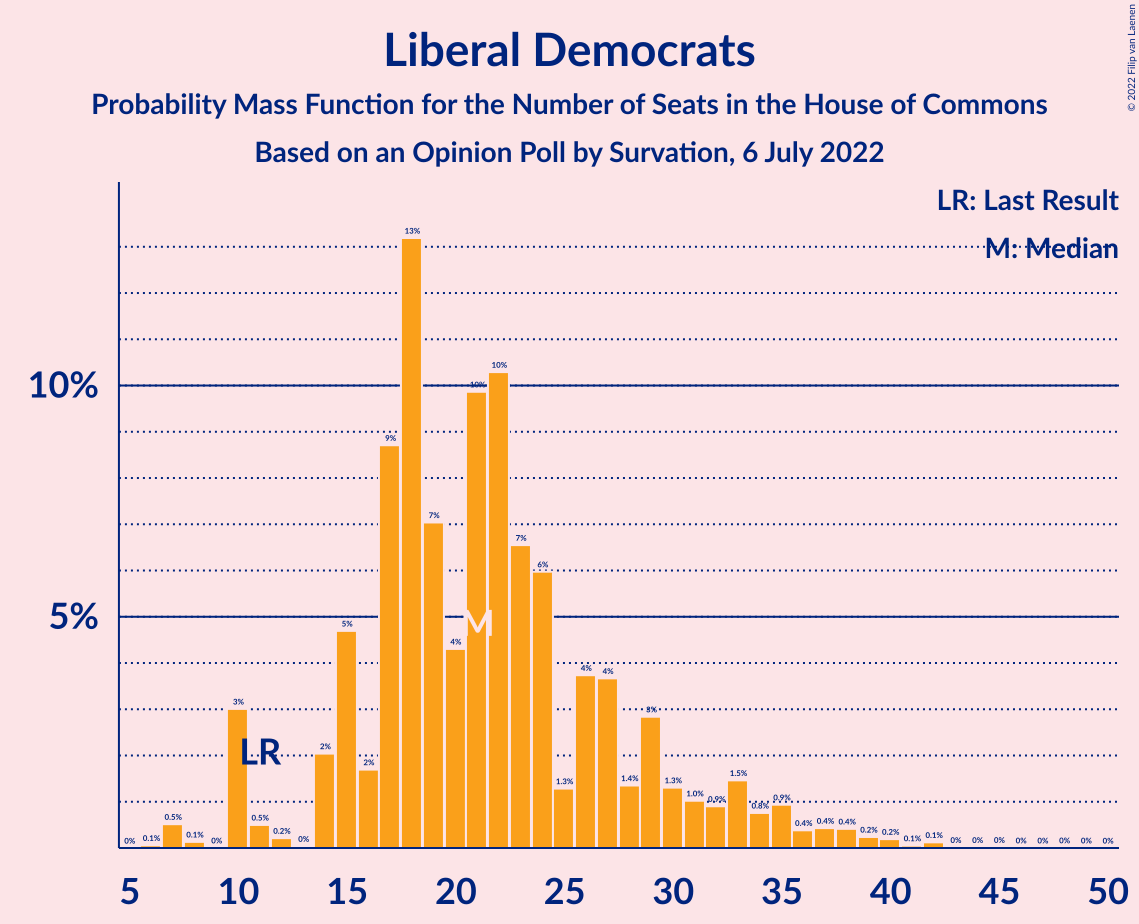 Liberal Democrats
Probability Mass Function for the Number of Seats in the House of Commons
Based on an Opinion Poll by Survation, 6 July 2022
© 2022 Filip van Laenen
LR: Last Result
M: Median
10%
5%
0% 0.1% 0.5% 0.1% 0% 3% 0.5% 0.2% 0% 2% 5% 2% 9% 13% 7% 4% 10% 10% 7% 6% 1.3% 4% 4% 1.4% 3% 1.3% 1.0% 0.9% 1.5% 0.8% 0.9% 0.4% 0.4% 0.4% 0.2% 0.2% 0.1% 0.1% 0% 0% 0% 0% 0% 0% 0% 0%
M
LR
5 10 15 20 25 30 35 40 45 50